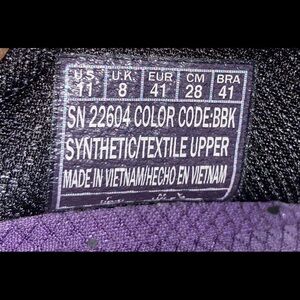 U.S. U.K. EUR CM BRA
11 8 41 28 41
SN 22604 COLOR CODE:BBK
SYNTHETIC/TEXTILE UPPER
MADE IN VIETNAM/HECHO EN VIETNAM